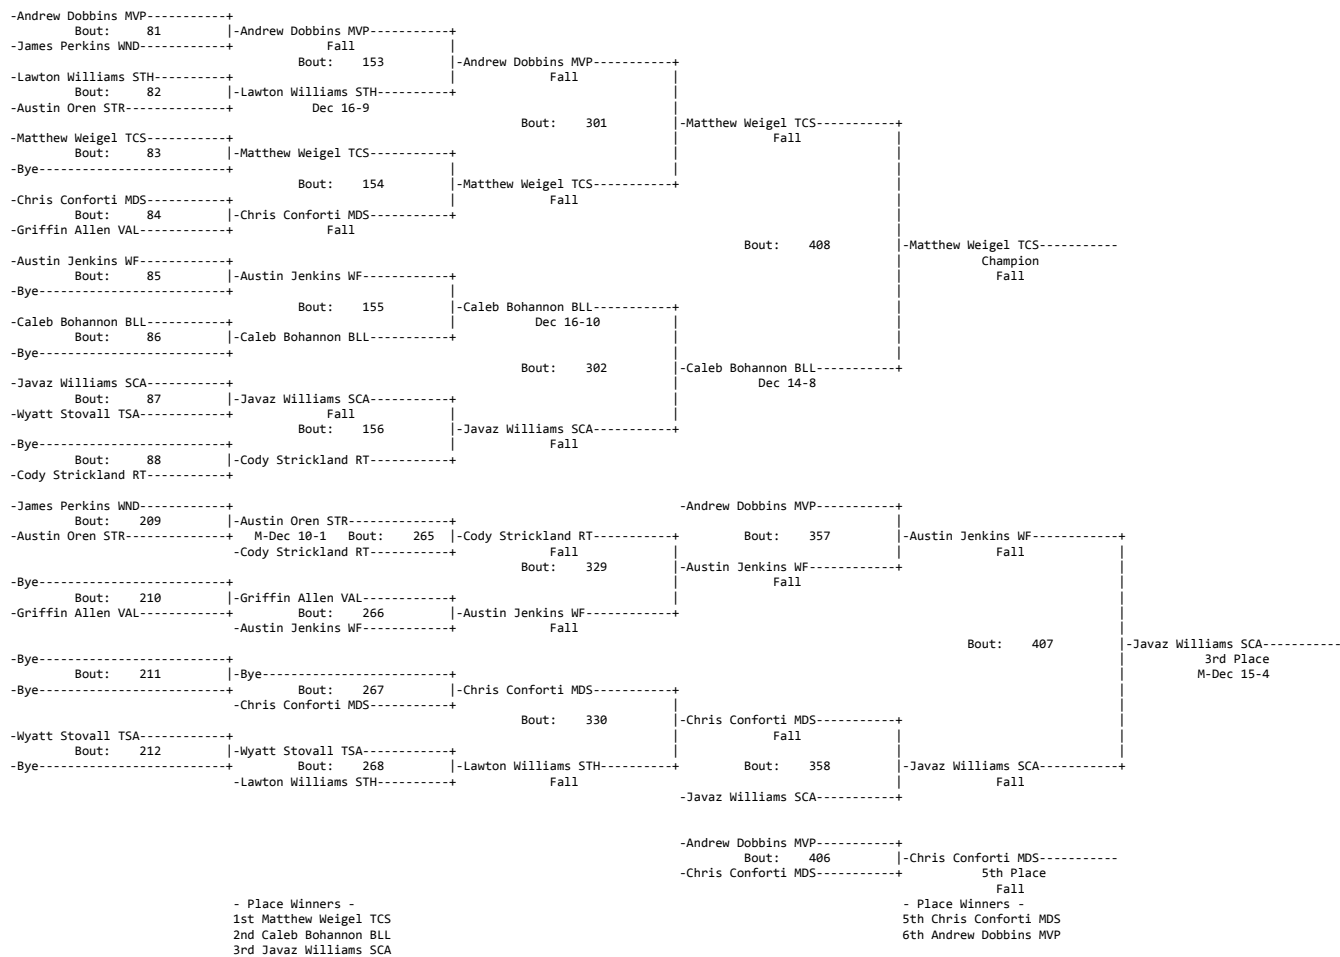 -Andrew Dobbins MVP-----------+
Bout: 81 |-Andrew Dobbins MVP-----------+
-James Perkins WND------------+ Fall |
Bout: 153 |-Andrew Dobbins MVP-----------+
-Lawton Williams STH----------+ | Fall |
Bout: 82 |-Lawton Williams STH----------+ |
-Austin Oren STR--------------+ Dec 16-9 |
Bout: 301 |-Matthew Weigel TCS-----------+
-Matthew Weigel TCS-----------+ | Fall |
Bout: 83 |-Matthew Weigel TCS-----------+ | |
-Bye--------------------------+ | | |
Bout: 154 |-Matthew Weigel TCS-----------+ |
-Chris Conforti MDS-----------+ | Fall |
Bout: 84 |-Chris Conforti MDS-----------+ |
-Griffin Allen VAL------------+ Fall |
Bout: 408 |-Matthew Weigel TCS-----------
-Austin Jenkins WF------------+ | Champion
Bout: 85 |-Austin Jenkins WF------------+ | Fall
-Bye--------------------------+ | |
Bout: 155 |-Caleb Bohannon BLL-----------+ |
-Caleb Bohannon BLL-----------+ | Dec 16-10 | |
Bout: 86 |-Caleb Bohannon BLL-----------+ | |
-Bye--------------------------+ | |
Bout: 302 |-Caleb Bohannon BLL-----------+
-Javaz Williams SCA-----------+ | Dec 14-8
Bout: 87 |-Javaz Williams SCA-----------+ |
-Wyatt Stovall TSA------------+ Fall | |
Bout: 156 |-Javaz Williams SCA-----------+
-Bye--------------------------+ | Fall
Bout: 88 |-Cody Strickland RT-----------+
-Cody Strickland RT-----------+
-James Perkins WND------------+ -Andrew Dobbins MVP-----------+
Bout: 209 |-Austin Oren STR--------------+ |
-Austin Oren STR--------------+ M-Dec 10-1 Bout: 265 |-Cody Strickland RT-----------+ Bout: 357 |-Austin Jenkins WF------------+
-Cody Strickland RT-----------+ Fall | | Fall |
Bout: 329 |-Austin Jenkins WF------------+ |
-Bye--------------------------+ | Fall |
Bout: 210 |-Griffin Allen VAL------------+ | |
-Griffin Allen VAL------------+ Bout: 266 |-Austin Jenkins WF------------+ |
-Austin Jenkins WF------------+ Fall |
Bout: 407 |-Javaz Williams SCA-----------
-Bye--------------------------+ | 3rd Place
Bout: 211 |-Bye--------------------------+ | M-Dec 15-4
-Bye--------------------------+ Bout: 267 |-Chris Conforti MDS-----------+ |
-Chris Conforti MDS-----------+ | |
Bout: 330 |-Chris Conforti MDS-----------+ |
-Wyatt Stovall TSA------------+ | Fall | |
Bout: 212 |-Wyatt Stovall TSA------------+ | | |
-Bye--------------------------+ Bout: 268 |-Lawton Williams STH----------+ Bout: 358 |-Javaz Williams SCA-----------+
-Lawton Williams STH----------+ Fall | Fall
-Javaz Williams SCA-----------+
-Andrew Dobbins MVP-----------+
Bout: 406 |-Chris Conforti MDS-----------
-Chris Conforti MDS-----------+ 5th Place
Fall
- Place Winners - - Place Winners -
1st Matthew Weigel TCS 5th Chris Conforti MDS
2nd Caleb Bohannon BLL 6th Andrew Dobbins MVP
3rd Javaz Williams SCA